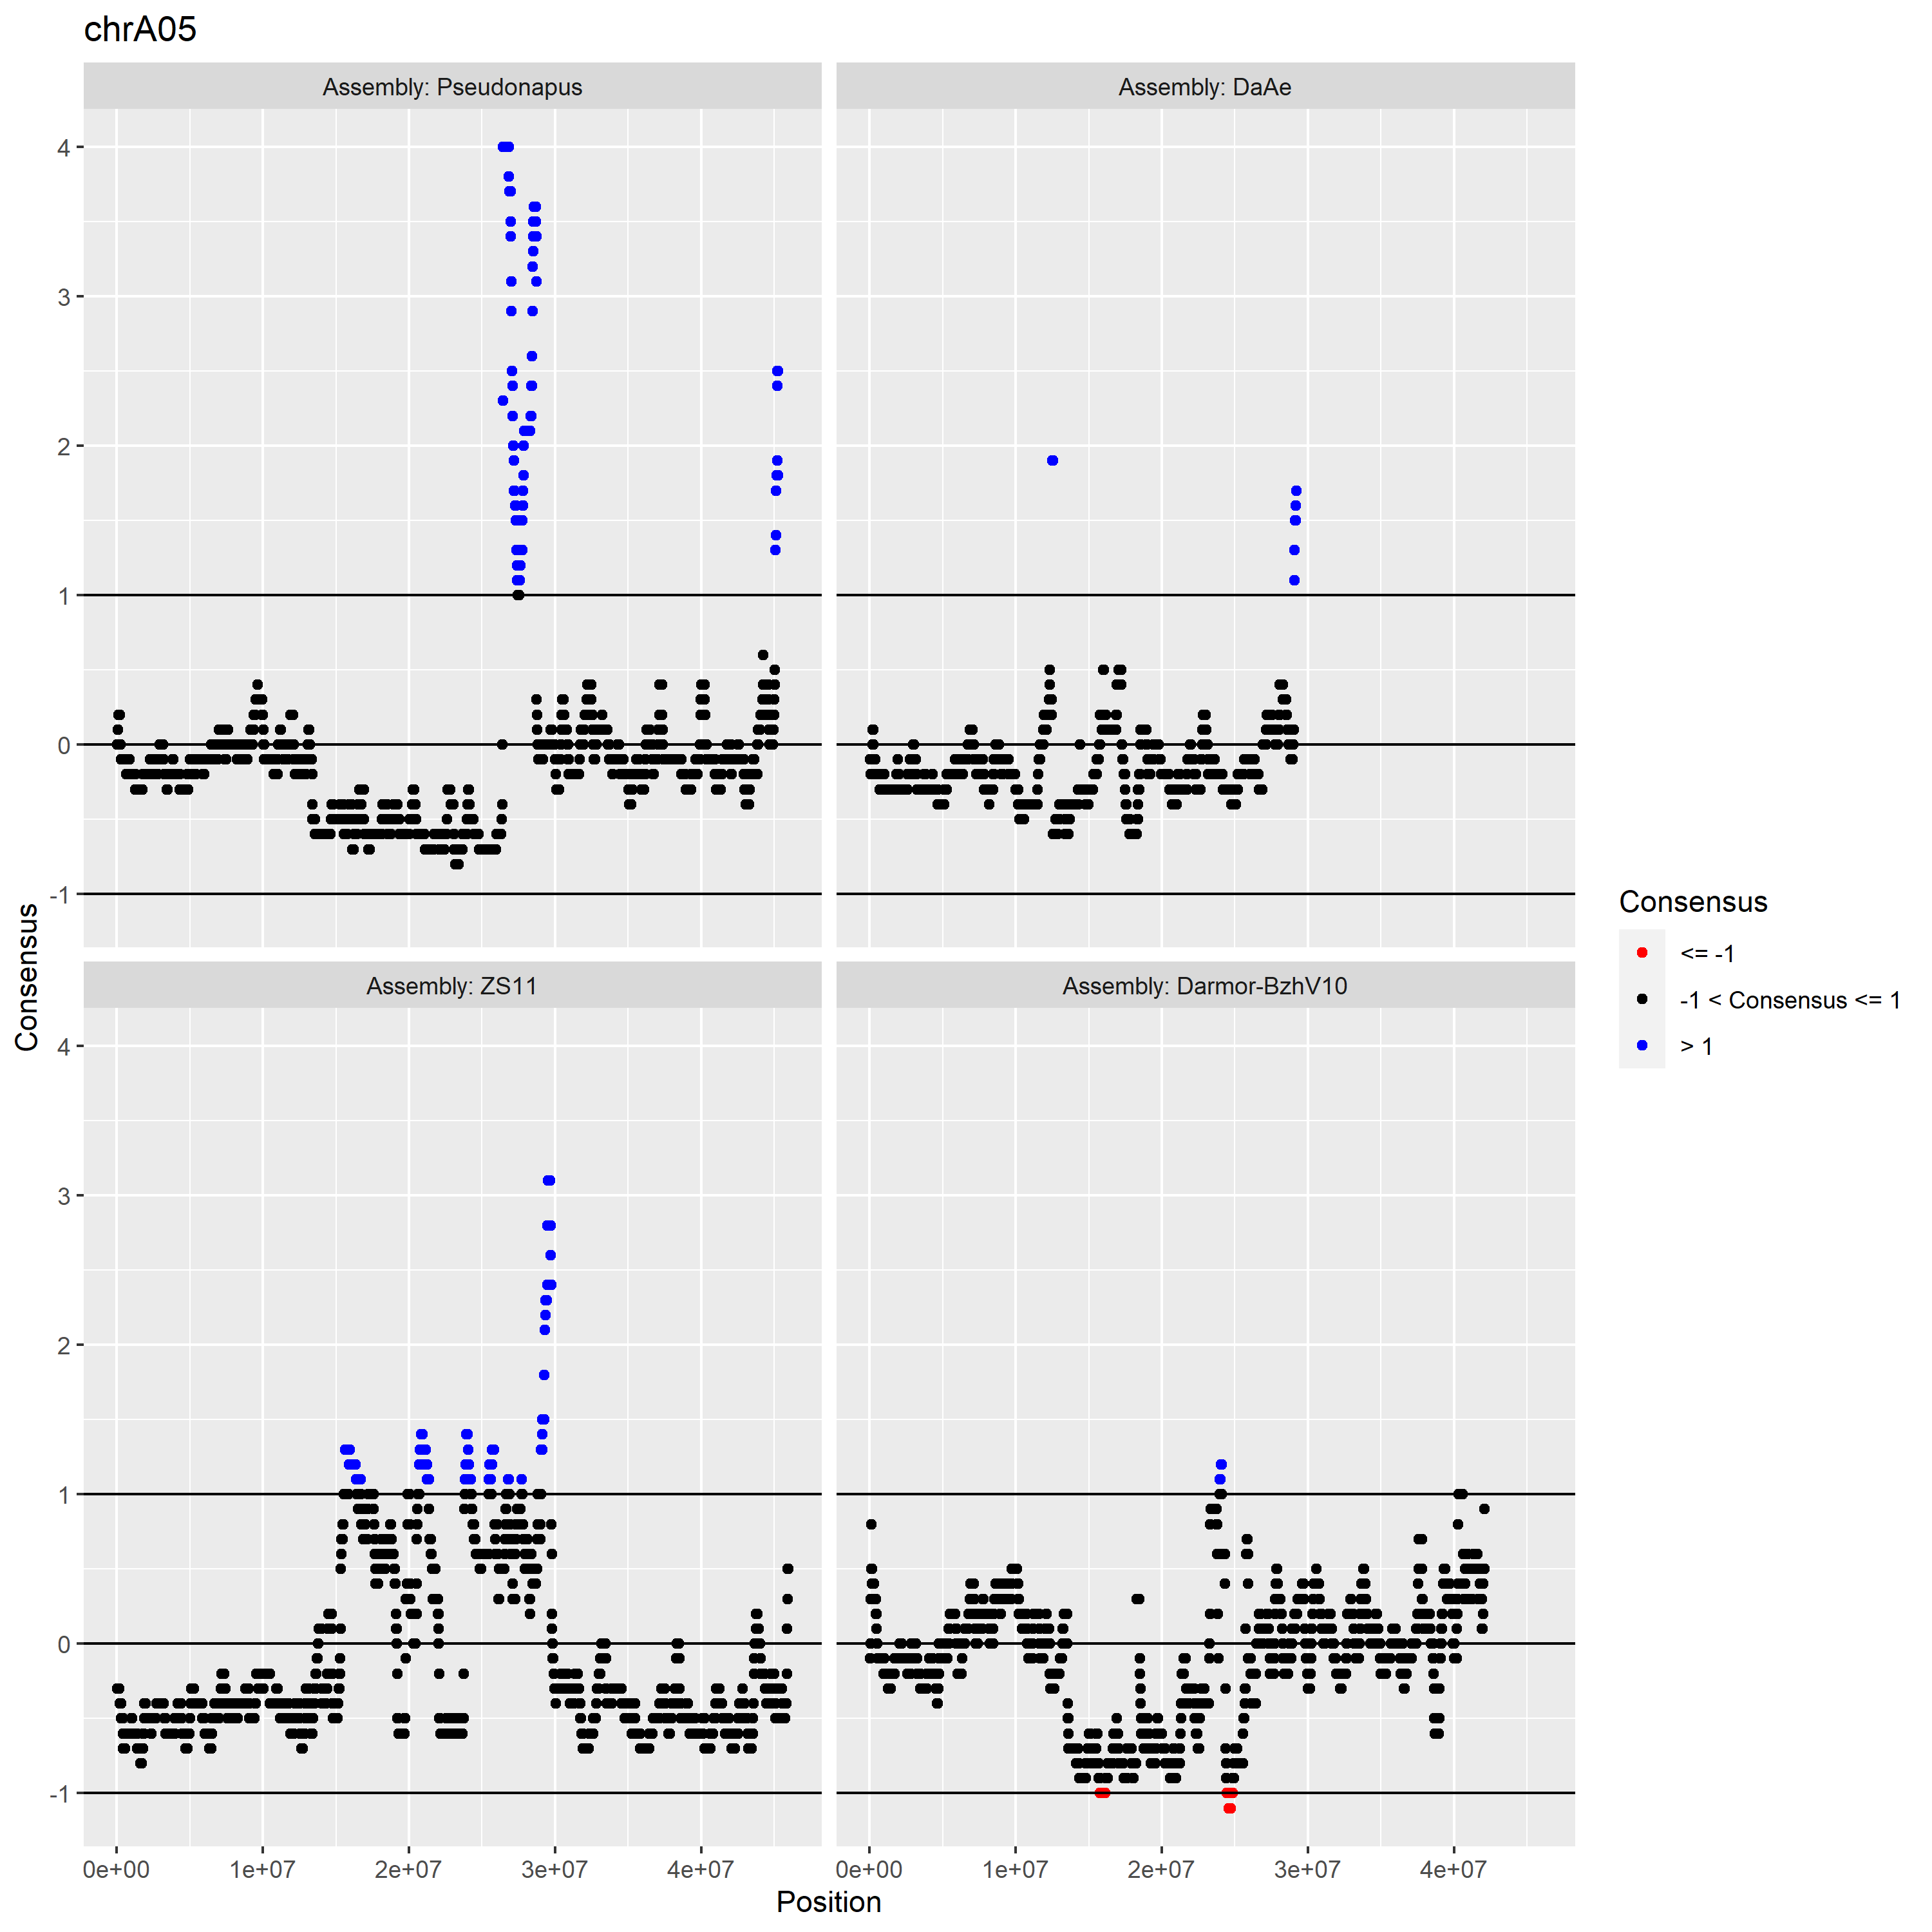 chrA05
Assembly: Pseudonapus
Assembly: DaAe
4
3
2
1
0
-1
Assembly: ZS11
Assembly: Darmor-BzhV10
4
3
2
1
0
-1
0e+00 1e+07 2e+07 3e+07 4e+07
0e+00 1e+07 2e+07 3e+07 4e+07
Position
Consensus
Consensus
<= -1
-1 < Consensus <= 1
> 1